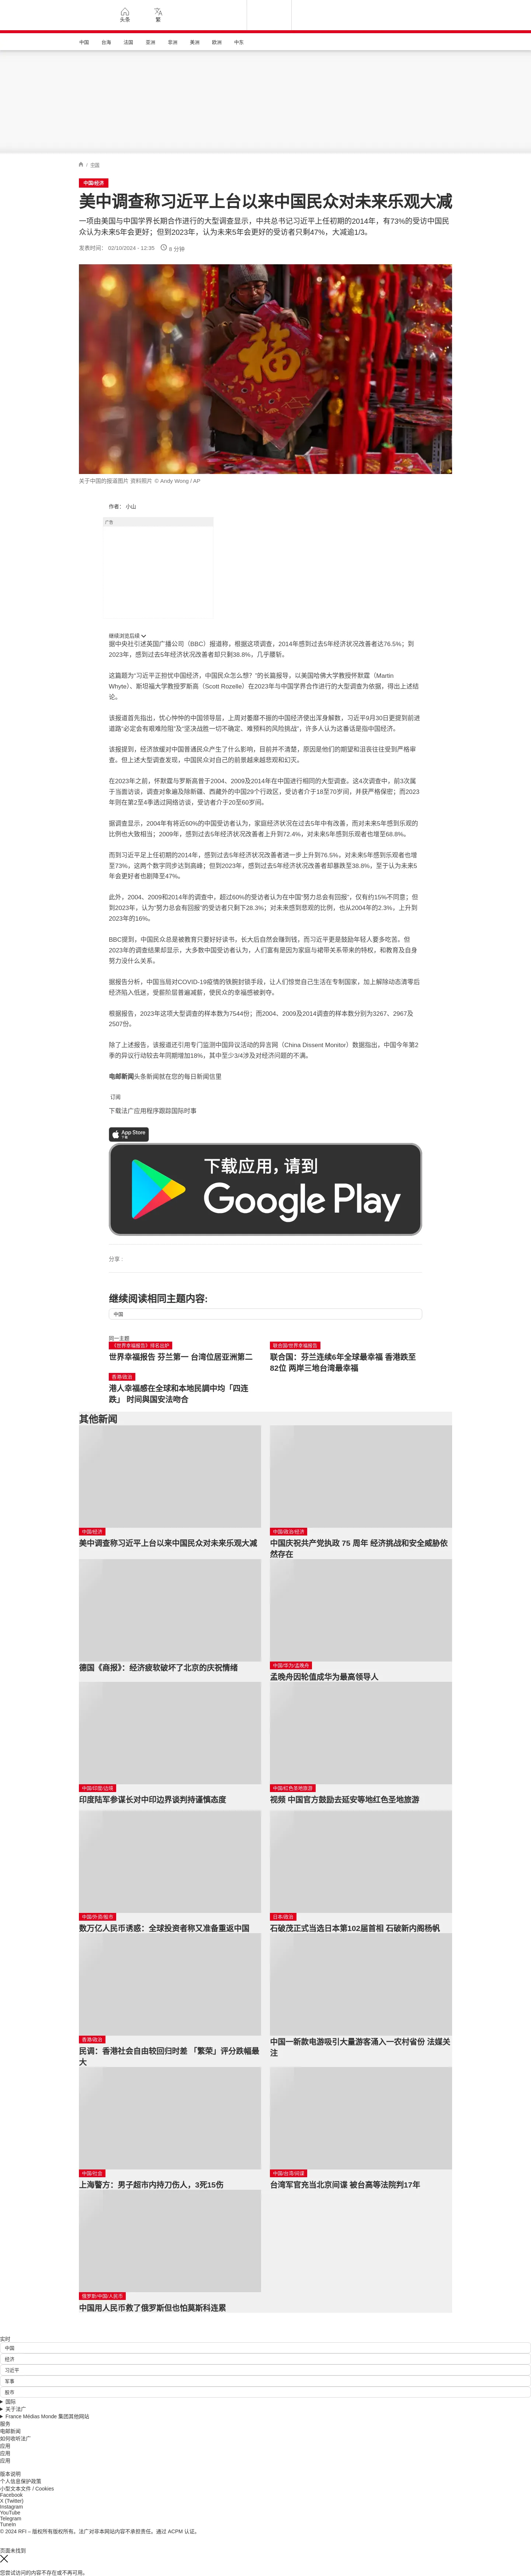 头条
繁
中国
台海
法国
亚洲
非洲
美洲
欧洲
中东
/ 中国
中国/经济
美中调查称习近平上台以来中国民众对未来乐观大减
一项由美国与中国学界长期合作进行的大型调查显示，中共总书记习近平上任初期的2014年，有73%的受访中国民
众认为未来5年会更好；但到2023年，认为未来5年会更好的受访者只剩47%，大减逾1/3。
发表时间： 02/10/2024 - 12:35
8 分钟
福
关于中国的报道图片 资料照片 © Andy Wong / AP
作者： 小山
广告
继续浏览后续
据中央社引述英国广播公司（BBC）报道称，根据这项调查，2014年感到过去5年经济状况改善者达76.5%；到
2023年，感到过去5年经济状况改善者却只剩38.8%，几乎腰斩。
这篇题为“习近平正担忧中国经济，中国民众怎么想？”的长篇报导，以美国哈佛大学教授怀默霆（Martin
Whyte）、斯坦福大学教授罗斯高（Scott Rozelle）在2023年与中国学界合作进行的大型调查为依据，得出上述结
论。
该报道首先指出，忧心忡忡的中国领导层，上周对萎靡不振的中国经济使出浑身解数，习近平9月30日更提到前进
道路“必定会有艰难险阻”及“坚决战胜一切不确定、难预料的风险挑战”，许多人认为这番话是指中国经济。
该报提到，经济放缓对中国普通民众产生了什么影响，目前并不清楚，原因是他们的期望和沮丧往往受到严格审
查。但上述大型调查发现，中国民众对自己的前景越来越悲观和幻灭。
在2023年之前，怀默霆与罗斯高曾于2004、2009及2014年在中国进行相同的大型调查。这4次调查中，前3次属
于当面访谈，调查对象遍及除新疆、西藏外的中国29个行政区，受访者介于18至70岁间，并获严格保密；而2023
年则在第2至4季透过网络访谈，受访者介于20至60岁间。
据调查显示，2004年有将近60%的中国受访者认为，家庭经济状况在过去5年中有改善，而对未来5年感到乐观的
比例也大致相当；2009年，感到过去5年经济状况改善者上升到72.4%，对未来5年感到乐观者也增至68.8%。
而到习近平足上任初期的2014年，感到过去5年经济状况改善者进一步上升到76.5%，对未来5年感到乐观者也增
至73%，这两个数字同步达到高峰；但到2023年，感到过去5年经济状况改善者却暴跌至38.8%，至于认为未来5
年会更好者也剧降至47%。
此外，2004、2009和2014年的调查中，超过60%的受访者认为在中国“努力总会有回报”，仅有约15%不同意；但
到2023年，认为“努力总会有回报”的受访者只剩下28.3%；对未来感到悲观的比例，也从2004年的2.3%，上升到
2023年的16%。
BBC提到，中国民众总是被教育只要好好读书，长大后自然会赚到钱，而习近平更是鼓励年轻人要多吃苦。但
2023年的调查结果却显示，大多数中国受访者认为，人们富有是因为家庭与裙带关系带来的特权，和教育及自身
努力没什么关系。
据报告分析，中国当局对COVID-19疫情的铁腕封锁手段，让人们惊觉自己生活在专制国家，加上解除动态清零后
经济陷入低迷，受薪阶层普遍减薪，使民众的幸福感被剥夺。
根据报告，2023年这项大型调查的样本数为7544份；而2004、2009及2014调查的样本数分别为3267、2967及
2507份。
除了上述报告，该报道还引用专门监测中国异议活动的异言网（China Dissent Monitor）数据指出，中国今年第2
季的异议行动较去年同期增加18%，其中至少3/4涉及对经济问题的不满。
电邮新闻头条新闻就在您的每日新闻信里
订阅
下载法广应用程序跟踪国际时事
App Store
下载
下载应用，请到
Google Play
分享 :
继续阅读相同主题内容:
中国
同一主题
《世界幸福报告》排名出炉
世界幸福报告 芬兰第一 台湾位居亚洲第二
联合国/世界幸福报告
联合国：芬兰连续6年全球最幸福 香港跌至
82位 两岸三地台湾最幸福
香港/政治
港人幸福感在全球和本地民調中均「四连
跌」 时间與国安法吻合
其他新闻
中国/经济
美中调查称习近平上台以来中国民众对未来乐观大减
中国/政治/经济
中国庆祝共产党执政 75 周年 经济挑战和安全威胁依
然存在
德国《商报》：经济疲软破坏了北京的庆祝情绪
中国/华为/孟晚舟
孟晚舟因轮值成华为最高领导人
中国/印度/边境
印度陆军参谋长对中印边界谈判持谨慎态度
中国/红色圣地旅游
视频 中国官方鼓励去延安等地红色圣地旅游
中国/外资/股市
数万亿人民币诱惑：全球投资者称又准备重返中国
日本/政治
石破茂正式当选日本第102届首相 石破新内阁杨帆
香港/政治
民调：香港社会自由较回归时差 「繁荣」评分跌幅最
大
中国一新款电游吸引大量游客涌入一农村省份 法媒关
注
中国/社会
上海警方：男子超市内持刀伤人，3死15伤
中国/台湾/间谍
台湾军官充当北京间谍 被台高等法院判17年
俄罗斯/中国/人民币
中国用人民币救了俄罗斯但也怕莫斯科连累
实时
中国
经济
习近平
军事
股市
国际
关于法广
France Médias Monde 集团其他网站
服务
电邮新闻
如何收听法广
应用
应用
应用
版本说明
个人信息保护政策
小型文本文件 / Cookies
Facebook
X (Twitter)
Instagram
YouTube
Telegram
TuneIn
© 2024 RFI – 版权所有版权所有。法广对非本网站内容不承担责任。通过 ACPM 认证。
页面未找到
您尝试访问的内容不存在或不再可用。